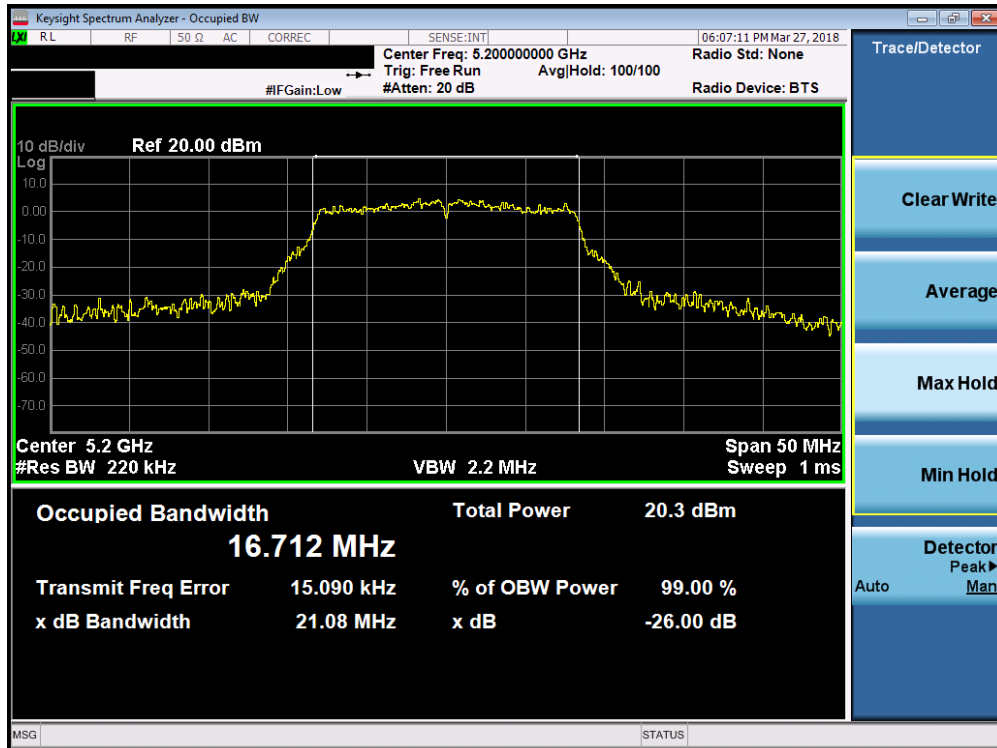 Keysight Spectrum Analyzer - Occupied BW
LXI RL RF 50 Ω AC CORREC SENSE:INT 06:07:11 PM Mar 27, 2018
Center Freq: 5.200000000 GHz Radio Std: None
Trig: Free Run Avg|Hold: 100/100
#IFGain:Low #Atten: 20 dB Radio Device: BTS
Trace/Detector
10 dB/div Ref 20.00 dBm
Log
10.0
0.00
-10.0
-20.0
-30.0
-40.0
-50.0
-60.0
-70.0
Center 5.2 GHz Span 50 MHz
#Res BW 220 kHz VBW 2.2 MHz Sweep 1 ms
Occupied Bandwidth Total Power 20.3 dBm
16.712 MHz
Transmit Freq Error 15.090 kHz % of OBW Power 99.00 %
x dB Bandwidth 21.08 MHz x dB -26.00 dB
Clear Write
Average
Max Hold
Min Hold
Detector
Peak▶
Auto Man
MSG STATUS